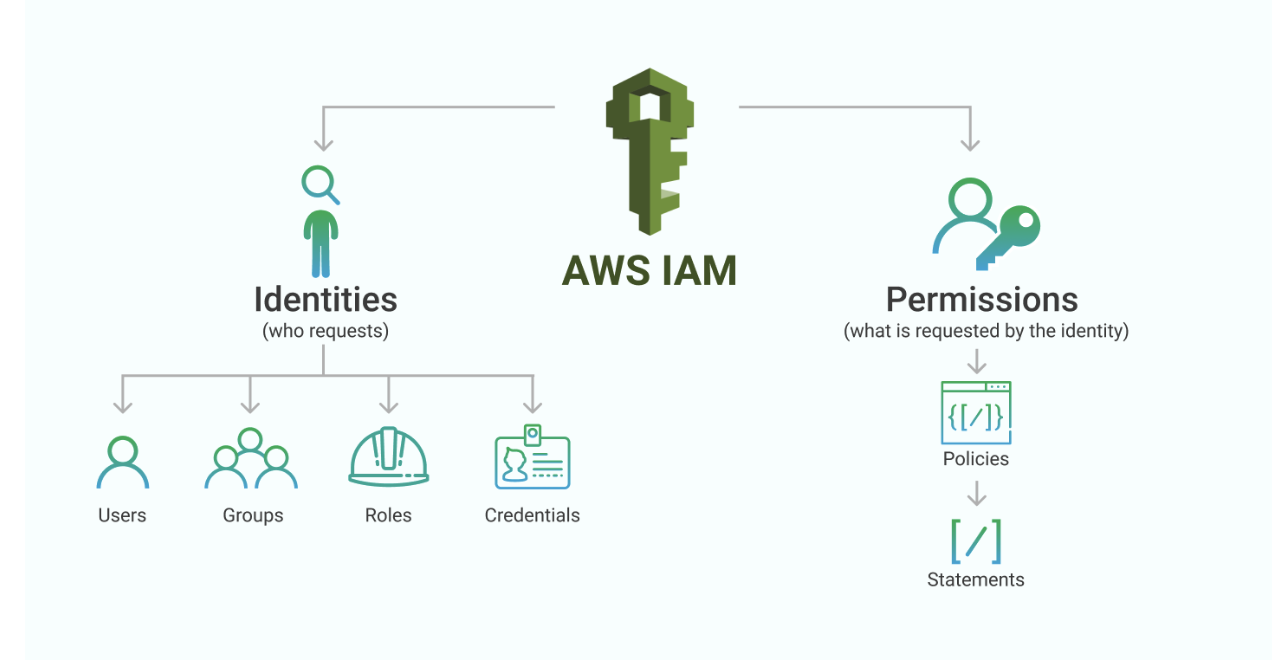 AWS IAM
Identities
(who requests)
Users
Groups
Roles
Credentials
Permissions
(what is requested by the identity)
{[/]}
Policies
[/]
Statements